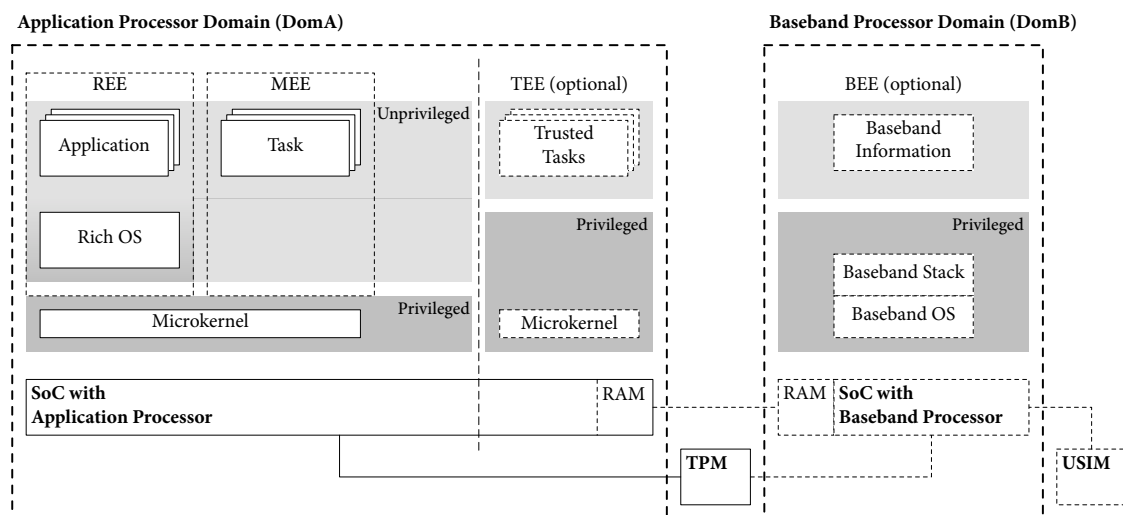 Application Processor Domain (DomA)
Baseband Processor Domain (DomB)
REE
MEE
TEE (optional)
BEE (optional)
Unprivileged
Application
Task
Trusted
Tasks
Baseband
Information
Rich OS
Privileged
Privileged
Baseband Stack
Baseband OS
Privileged
Microkernel
Microkernel
SoC with
Application Processor
RAM
RAM
SoC with
Baseband Processor
TPM
USIM